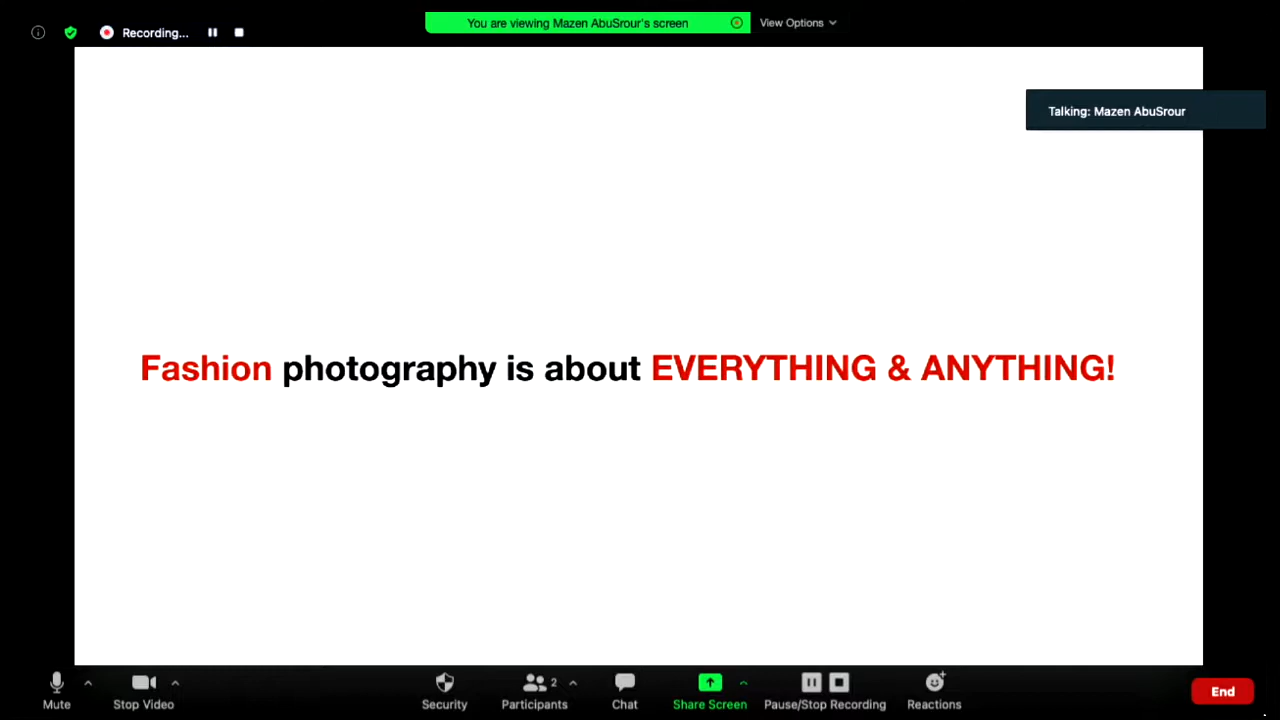 You are viewing Mazen AbuSrour's screen
View Options
Recording...
Talking: Mazen AbuSrour
Fashion photography is about EVERYTHING & ANYTHING!
Mute
Stop Video
Security
Participants
2
Chat
Share Screen
Pause/Stop Recording
Reactions
End